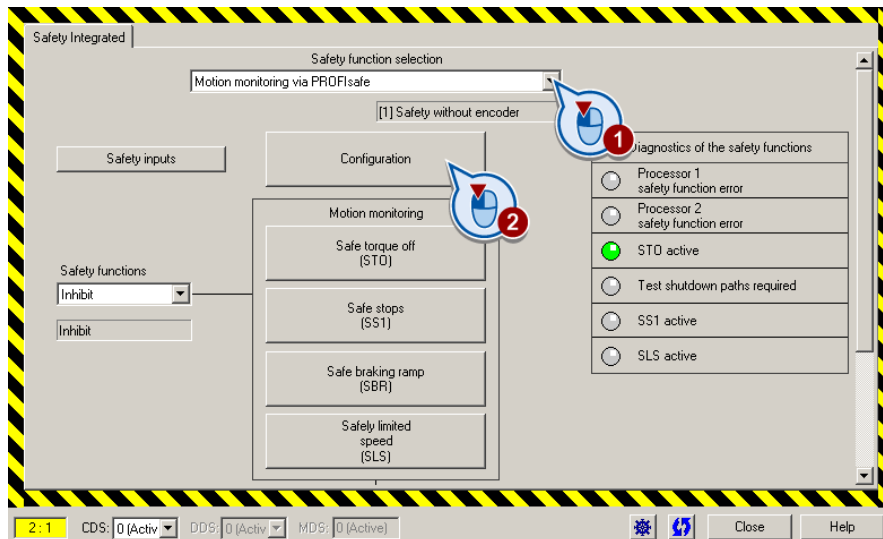 Safety Integrated
Safety function selection
Motion monitoring via PROFIsafe
[1] Safety without encoder
1
Safety inputs
Configuration
2
Diagnostics of the safety functions
Processor 1
safety function error
Processor 2
safety function error
STO active
Test shutdown paths required
SS1 active
SLS active
Motion monitoring
Safe torque off
(STO)
Safety functions
Inhibit
Inhibit
Safe stops
(SS1)
Safe braking ramp
(SBR)
Safely limited
speed
(SLS)
2 : 1 CDS: 0 (Activ DDS: 0 (Activ MDS: 0 (Active) Close Help